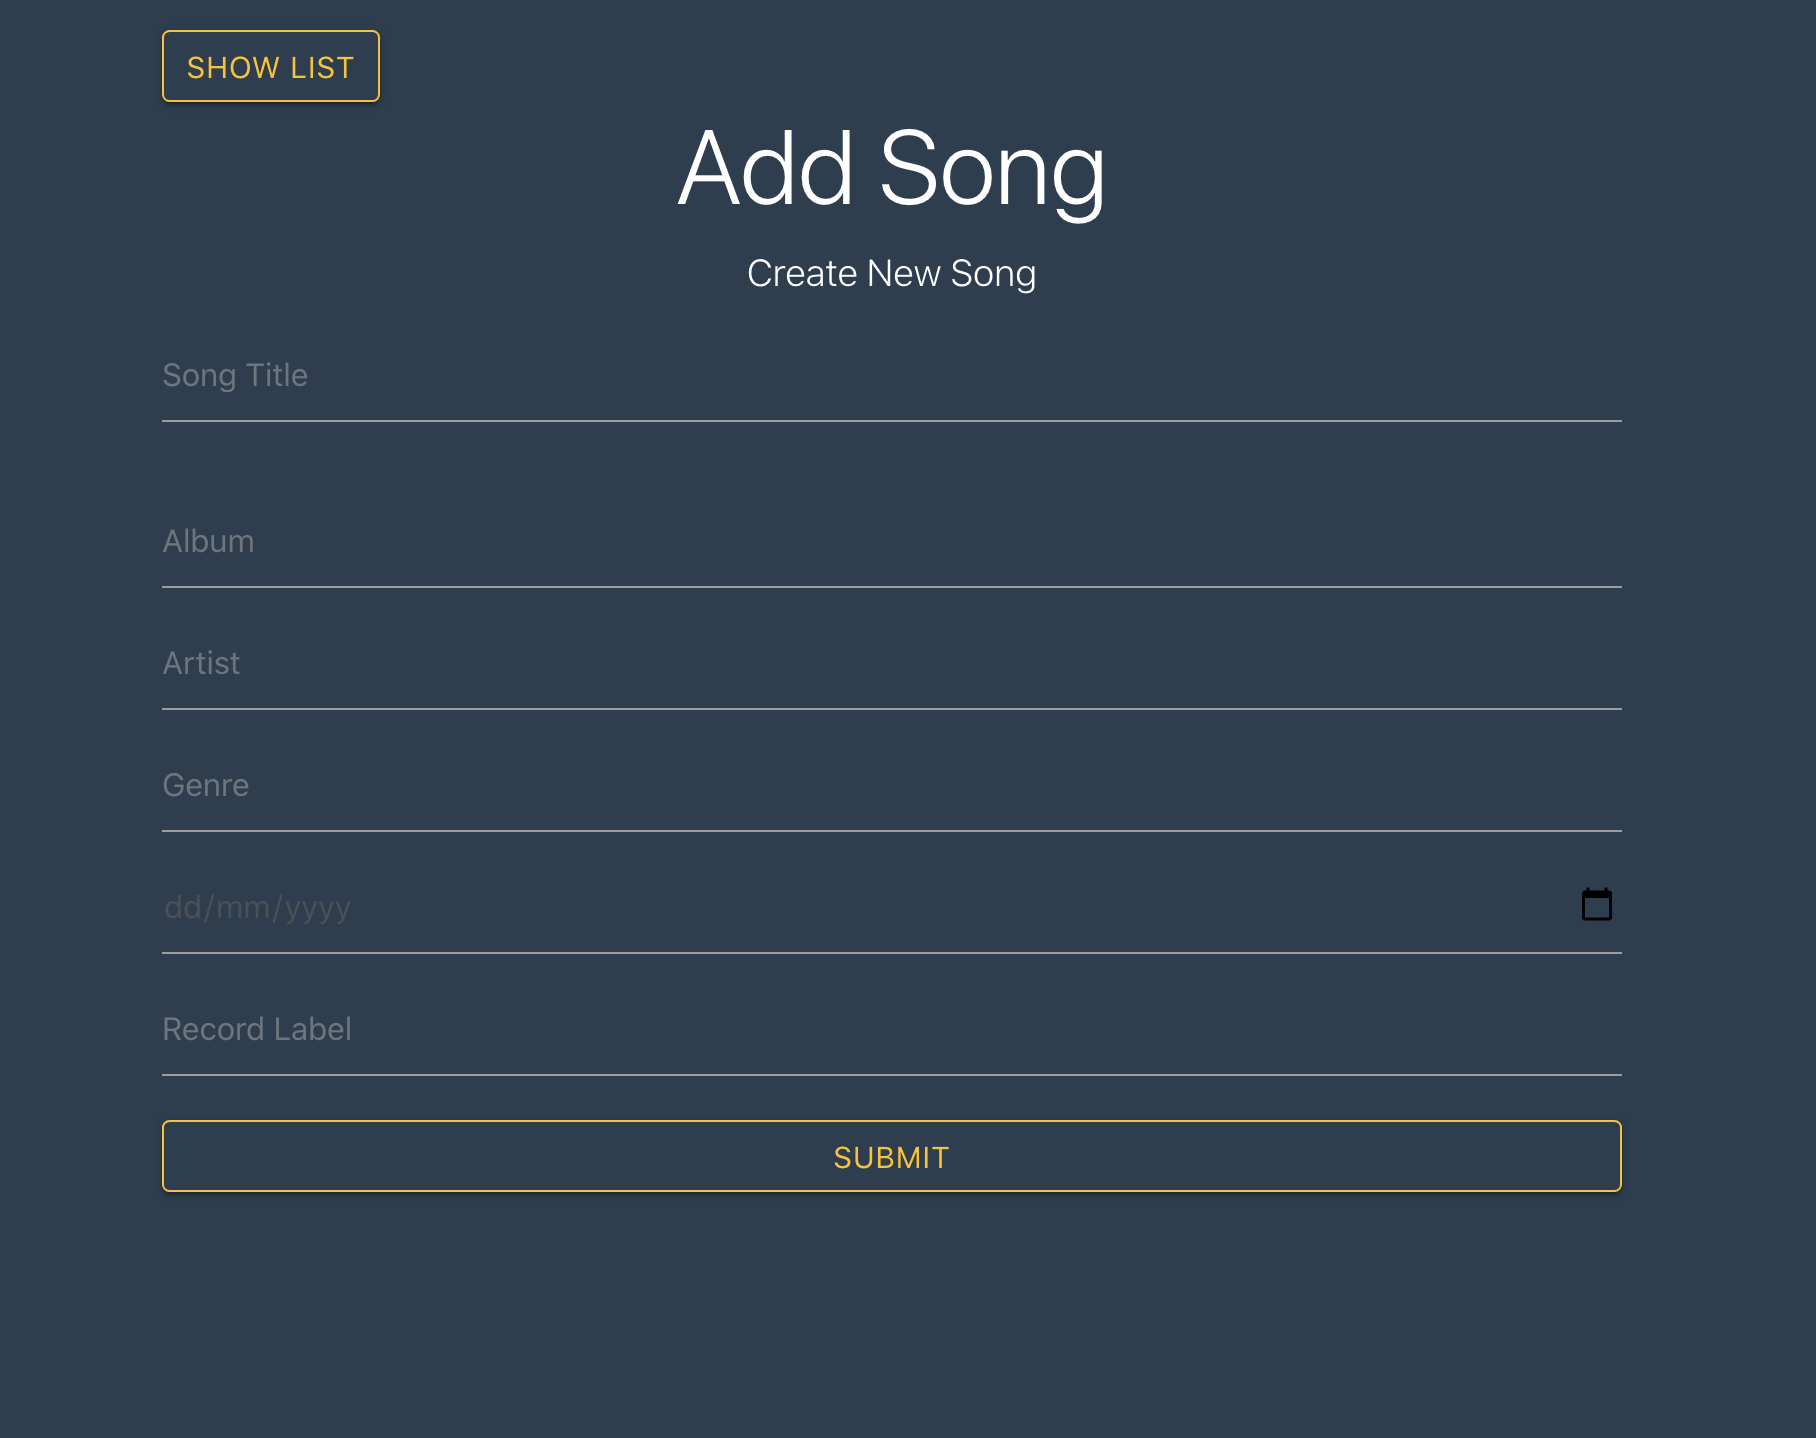 SHOW LIST
Add Song
Create New Song
Song Title
Album
Artist
Genre
dd/mm/yyyy
Record Label
SUBMIT